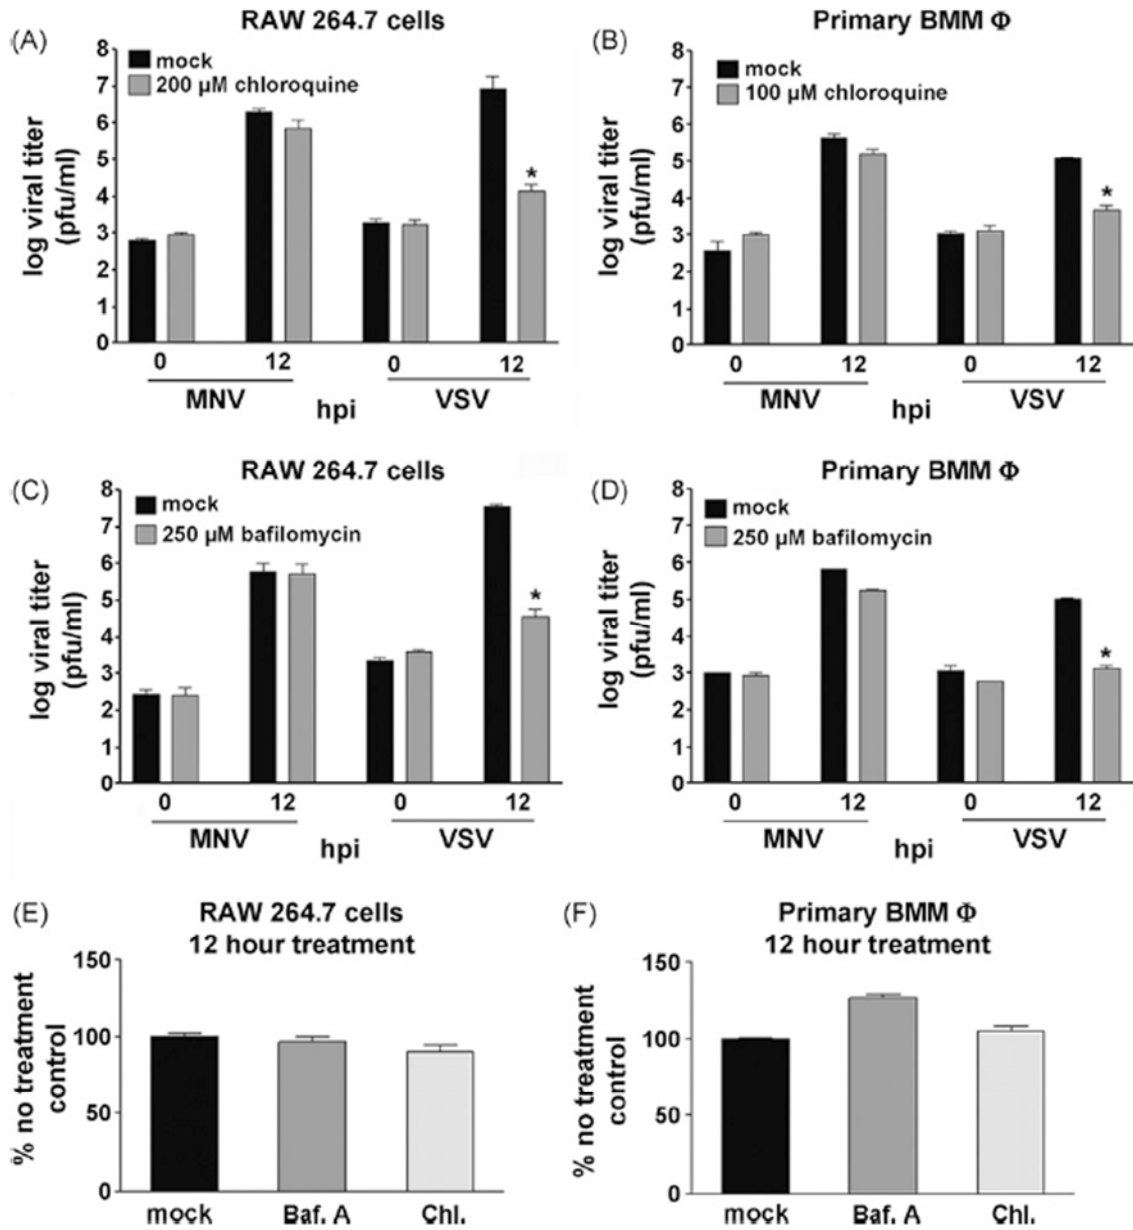 (A)
RAW 264.7 cells
log viral titer
(pfu/ml)
8
7
6
5
4
3
2
1
0
mock
200 µM chloroquine
*
0 12 0 12
MNV hpi VSV
(B)
Primary BMM Φ
log viral titer
(pfu/ml)
8
7
6
5
4
3
2
1
0
mock
100 µM chloroquine
*
0 12 0 12
MNV hpi VSV
(C)
RAW 264.7 cells
log viral titer
(pfu/ml)
8
7
6
5
4
3
2
1
0
mock
250 µM bafilomycin
*
0 12 0 12
MNV hpi VSV
(D)
Primary BMM Φ
log viral titer
(pfu/ml)
8
7
6
5
4
3
2
1
0
mock
250 µM bafilomycin
*
0 12 0 12
MNV hpi VSV
(E)
RAW 264.7 cells
12 hour treatment
% no treatment
control
150
100
50
0
mock Baf. A Chl.
(F)
Primary BMM Φ
12 hour treatment
% no treatment
control
150
100
50
0
mock Baf. A Chl.